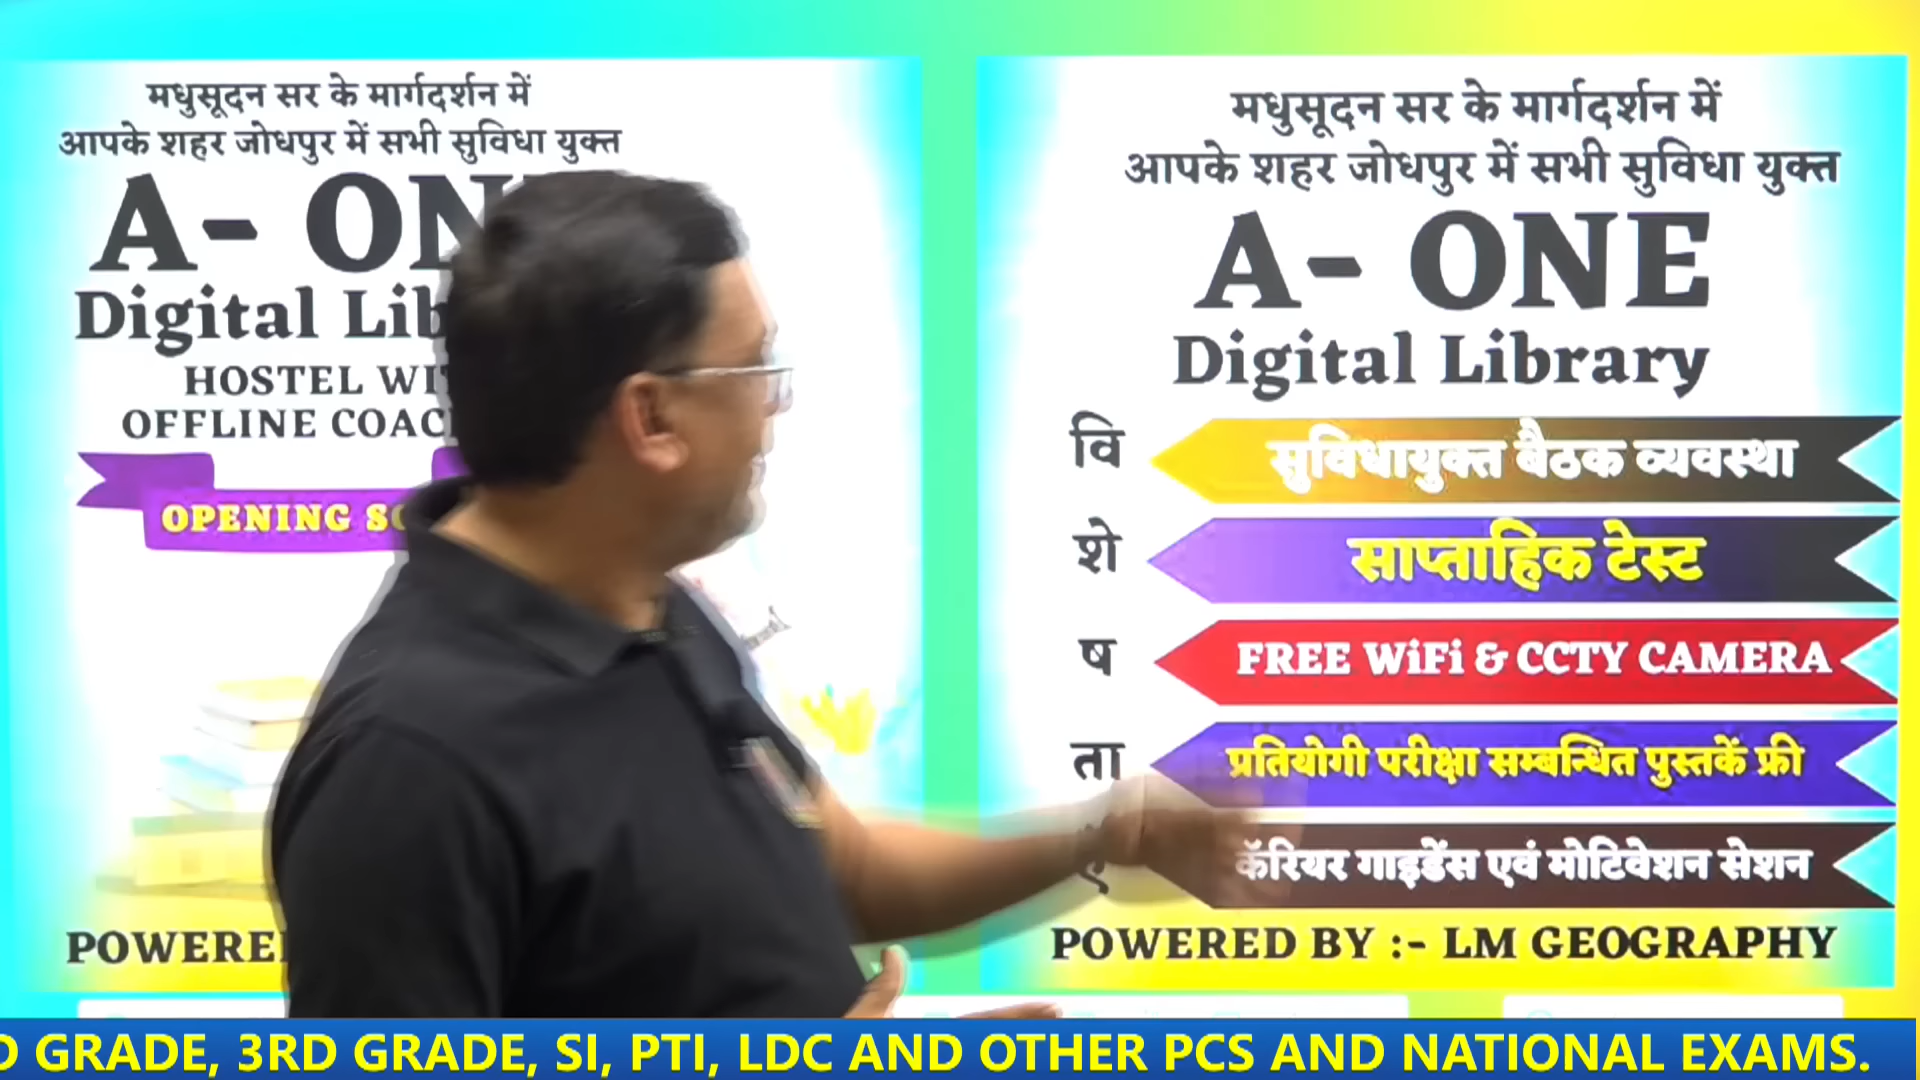 मधुसूदन सर के मार्गदर्शन में
आपके शहर जोधपुर में सभी सुविधा युक्त
A- ON
Digital Lib
HOSTEL WI
OFFLINE COAC
OPENING SO
POWERE
मधुसूदन सर के मार्गदर्शन में
आपके शहर जोधपुर में सभी सुविधा युक्त
A- ONE
Digital Library
वि सुविधायुक्त बैठक व्यवस्था
शे साप्ताहिक टेस्ट
ष FREE WiFi & CCTY CAMERA
ता प्रतियोगी परीक्षा सम्बन्धित पुस्तकें फ्री
ऐं कॅरियर गाइडेंस एवं मोटिवेशन सेशन
POWERED BY :- LM GEOGRAPHY
D GRADE, 3RD GRADE, SI, PTI, LDC AND OTHER PCS AND NATIONAL EXAMS.